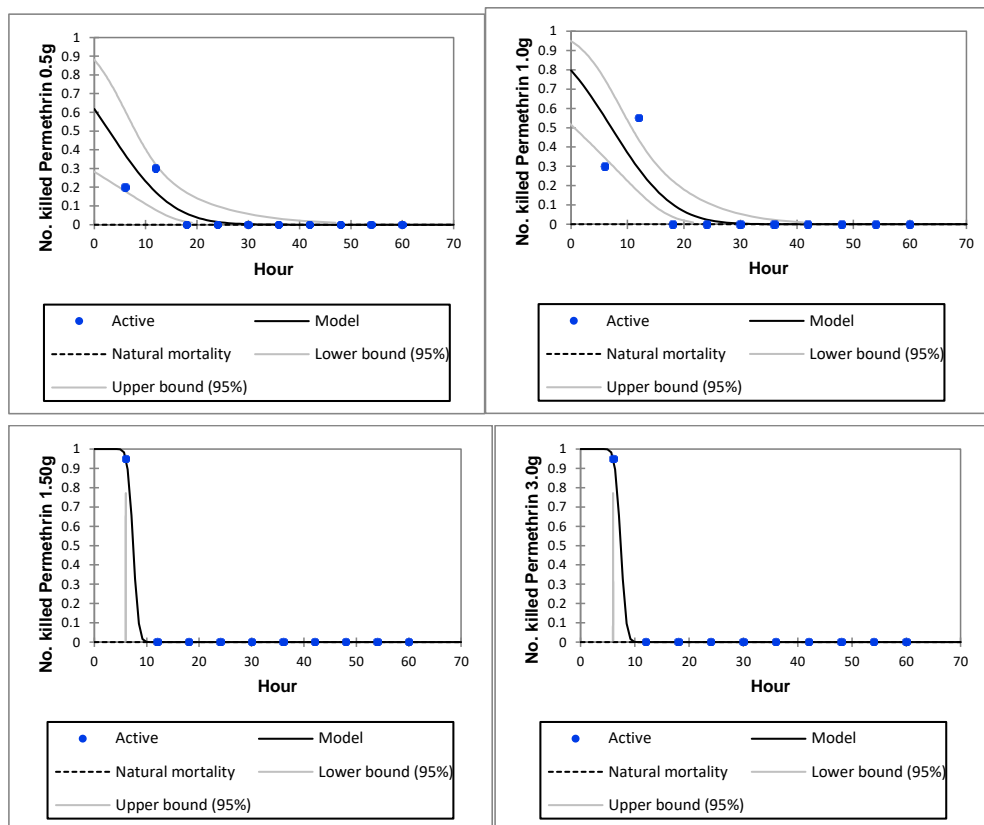 No. killed Permethrin 0.5g
1
0.9
0.8
0.7
0.6
0.5
0.4
0.3
0.2
0.1
0
0 10 20 30 40 50 60 70
Hour
Active Model
Natural mortality Lower bound (95%)
Upper bound (95%)
No. killed Permethrin 1.0g
1
0.9
0.8
0.7
0.6
0.5
0.4
0.3
0.2
0.1
0
0 10 20 30 40 50 60 70
Hour
Active Model
Natural mortality Lower bound (95%)
Upper bound (95%)
No. killed Permethrin 1.50g
1
0.9
0.8
0.7
0.6
0.5
0.4
0.3
0.2
0.1
0
0 10 20 30 40 50 60 70
Hour
Active Model
Natural mortality Lower bound (95%)
Upper bound (95%)
No. killed Permethrin 3.0g
1
0.9
0.8
0.7
0.6
0.5
0.4
0.3
0.2
0.1
0
0 10 20 30 40 50 60 70
Hour
Active Model
Natural mortality Lower bound (95%)
Upper bound (95%)